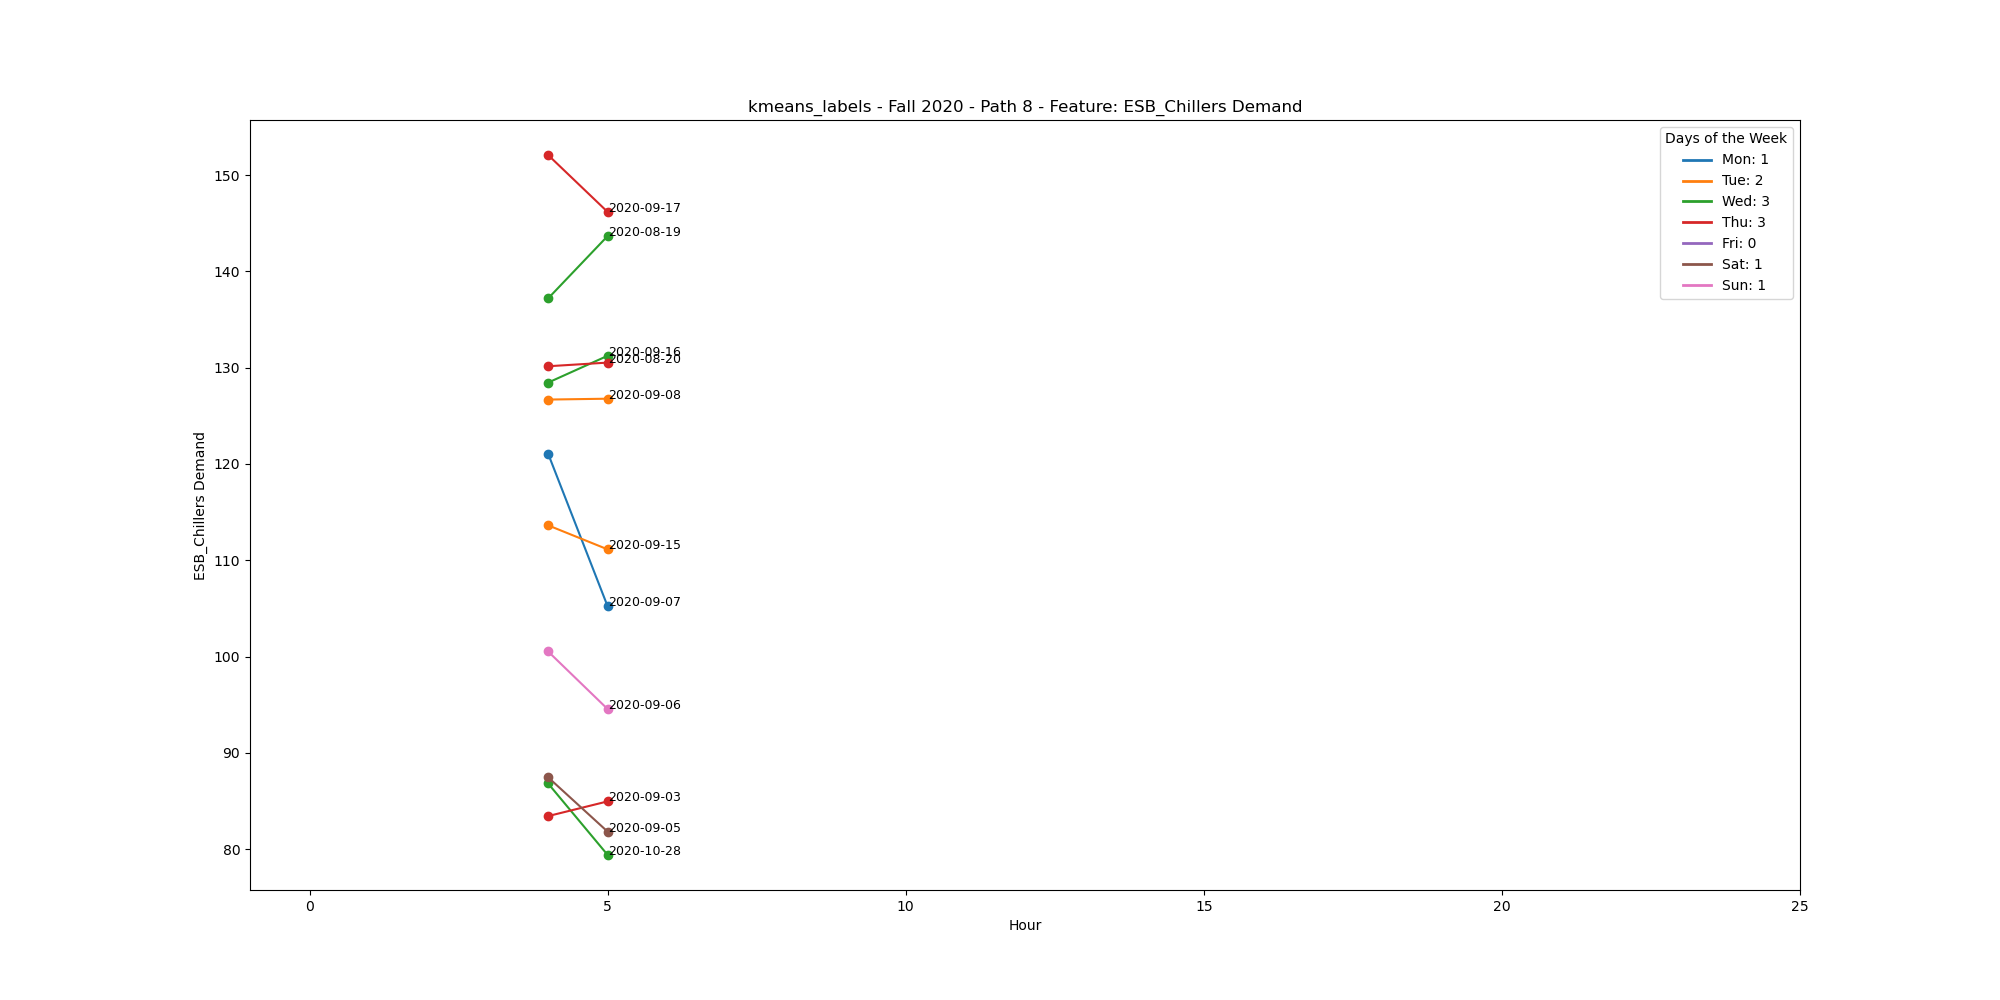 kmeans_labels - Fall 2020 - Path 8 - Feature: ESB_Chillers Demand
Days of the Week
Mon: 1
Tue: 2
Wed: 3
Thu: 3
Fri: 0
Sat: 1
Sun: 1
ESB_Chillers Demand
150
140
130
120
110
100
90
80
2020-09-17
2020-08-19
2020-09-16
2020-08-20
2020-09-08
2020-09-15
2020-09-07
2020-09-06
2020-09-03
2020-09-05
2020-10-28
0 5 10 15 20 25
Hour